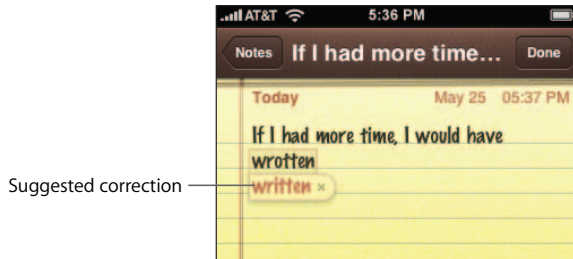 AT&T 5:36 PM
Notes If I had more time... Done
Today May 25 05:37 PM
If I had more time, I would have
wrotten
Suggested correction written ×